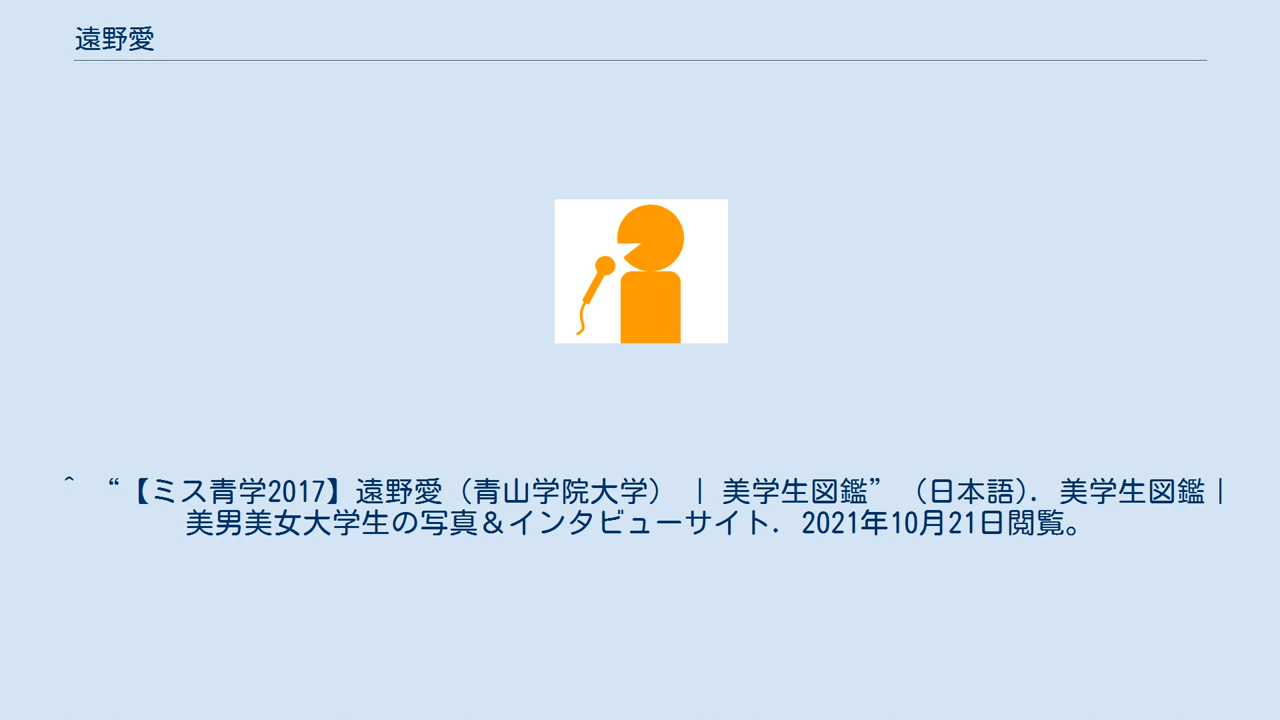 遠野愛
^ “【ミス青学2017】遠野愛（青山学院大学） | 美学生図鑑” （日本語）. 美学生図鑑 |
美男美女大学生の写真＆インタビューサイト. 2021年10月21日閲覧。